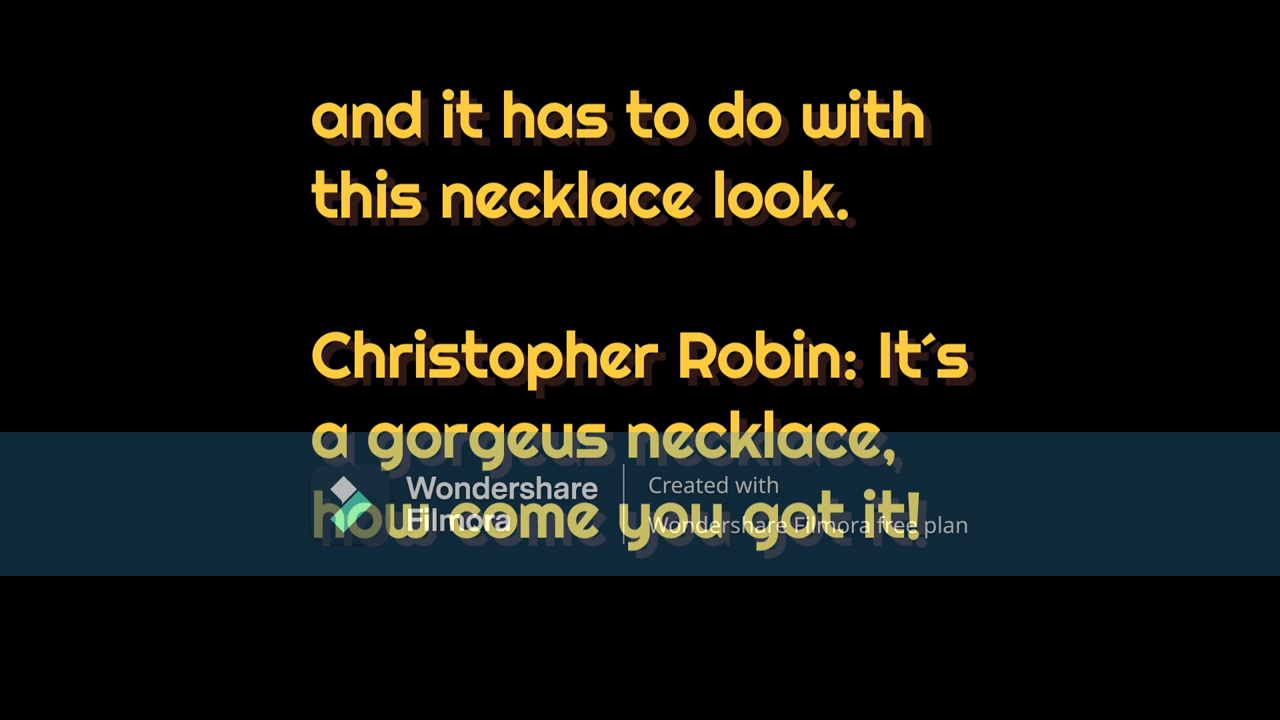 and it has to do with
this necklace look.
Christopher Robin: It´s
a gorgeus necklace,
how come you got it!
Wondershare
Filmora
Created with
Wondershare Filmora free plan